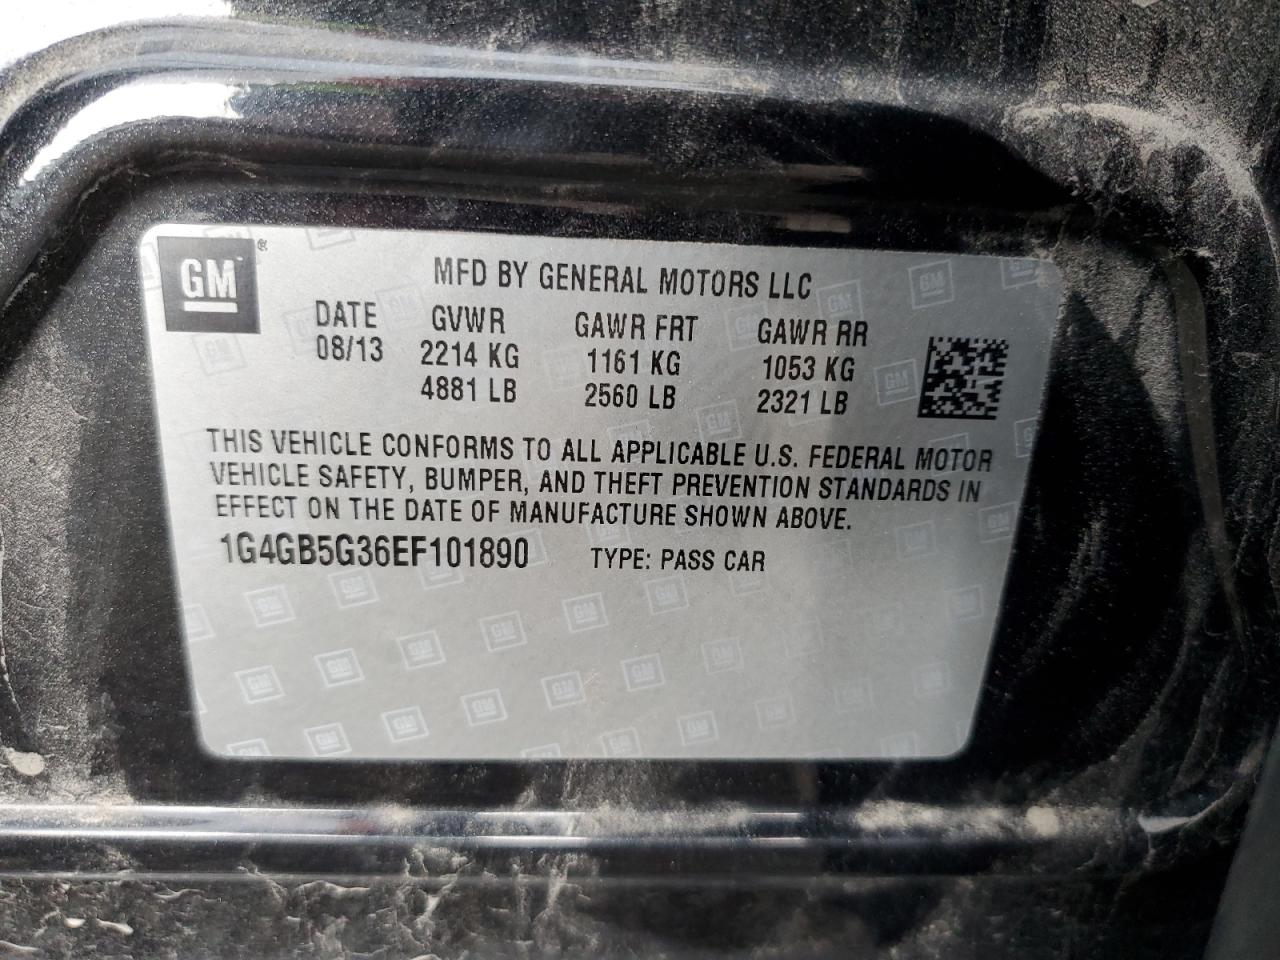 GM
MFD BY GENERAL MOTORS LLC
DATE GVWR GAWR FRT GAWR RR
08/13 2214 KG 1161 KG 1053 KG
4881 LB 2560 LB 2321 LB
THIS VEHICLE CONFORMS TO ALL APPLICABLE U.S. FEDERAL MOTOR
VEHICLE SAFETY, BUMPER, AND THEFT PREVENTION STANDARDS IN
EFFECT ON THE DATE OF MANUFACTURE SHOWN ABOVE.
1G4GB5G36EF101890 TYPE: PASS CAR